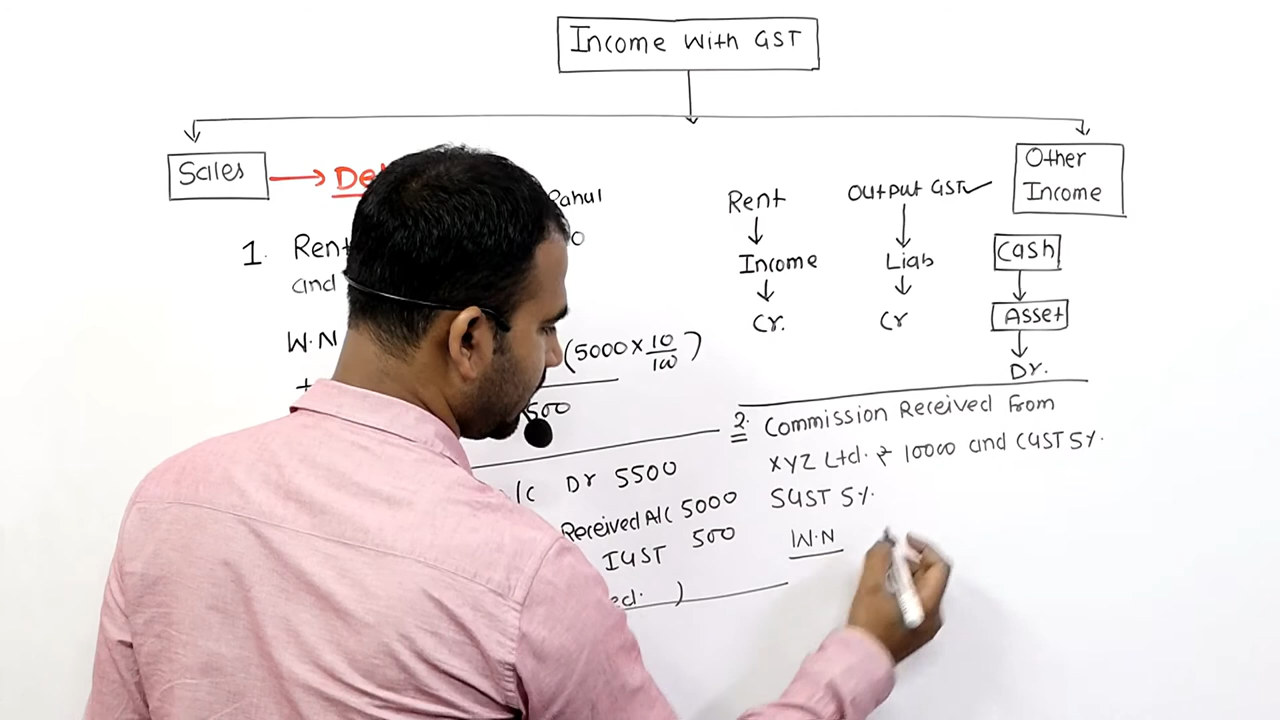 Income With GST
Sales
Rahul
1. Rent
and
W.N
(5000 × 10/100)
500
Dr 5500
Received A/c 5000
IGST 500
)
Rent
Income
Cr.
Output GST
Liab
Cr
Other
Income
Cash
Asset
Dr.
2. Commission Received From
XYZ Ltd. ₹ 10000 and CGST 5%.
SGST 5%.
W.N